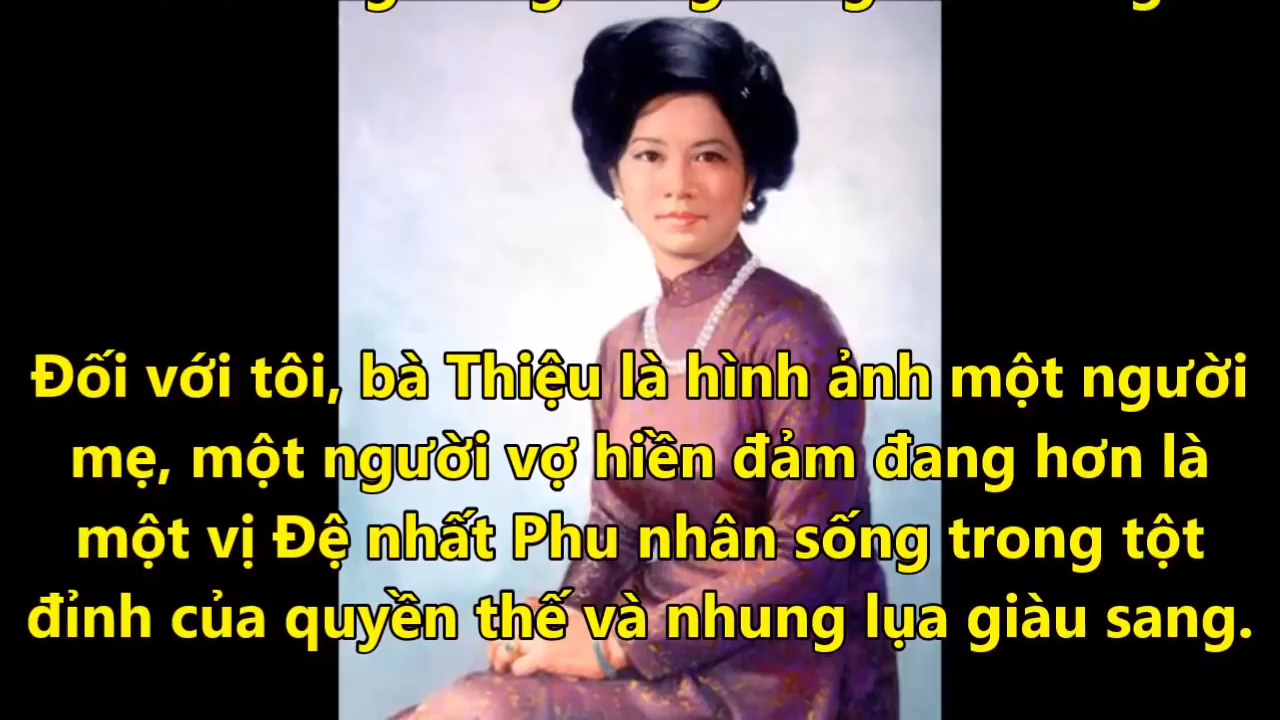 Đối với tôi, bà Thiệu là hình ảnh một người
mẹ, một người vợ hiền đảm đang hơn là
một vị Đệ nhất Phu nhân sống trong tột
đỉnh của quyền thế và nhung lụa giàu sang.